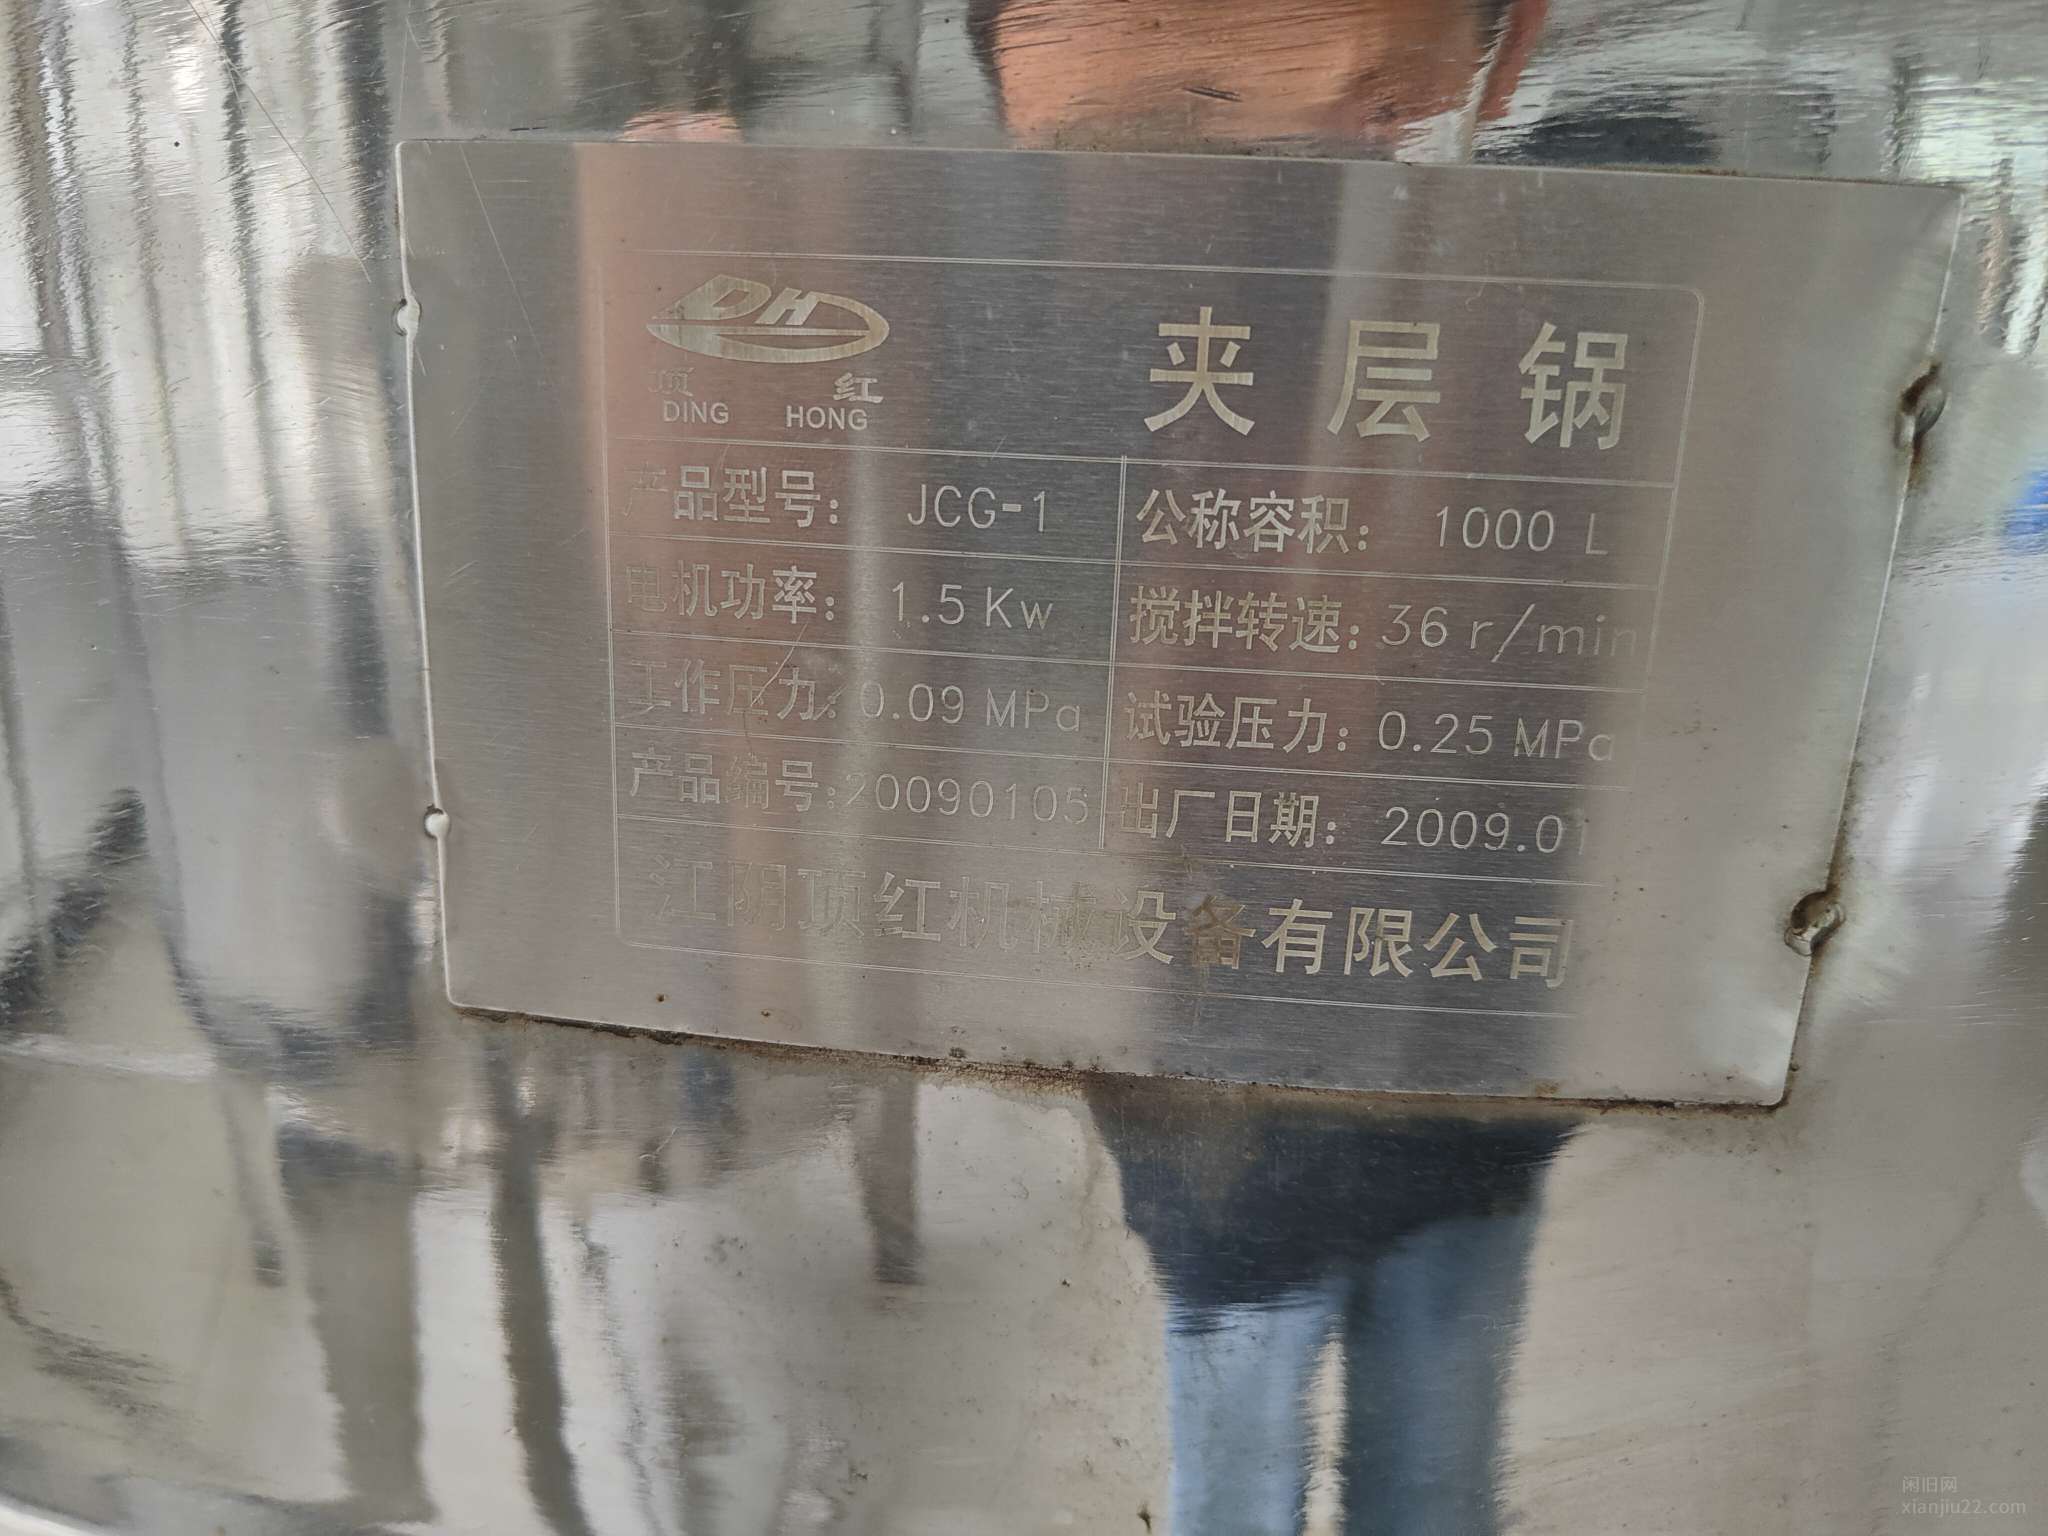 DH
顶 红
DING HONG
夹层锅
产品型号: JCG-1 公称容积: 1000 L
电机功率: 1.5 Kw 搅拌转速: 36 r/min
工作压力: 0.09 MPa 试验压力: 0.25 MPa
产品编号: 20090105 出厂日期: 2009.01
江阴顶红机械设备有限公司
闲旧网
xianjiu22.com